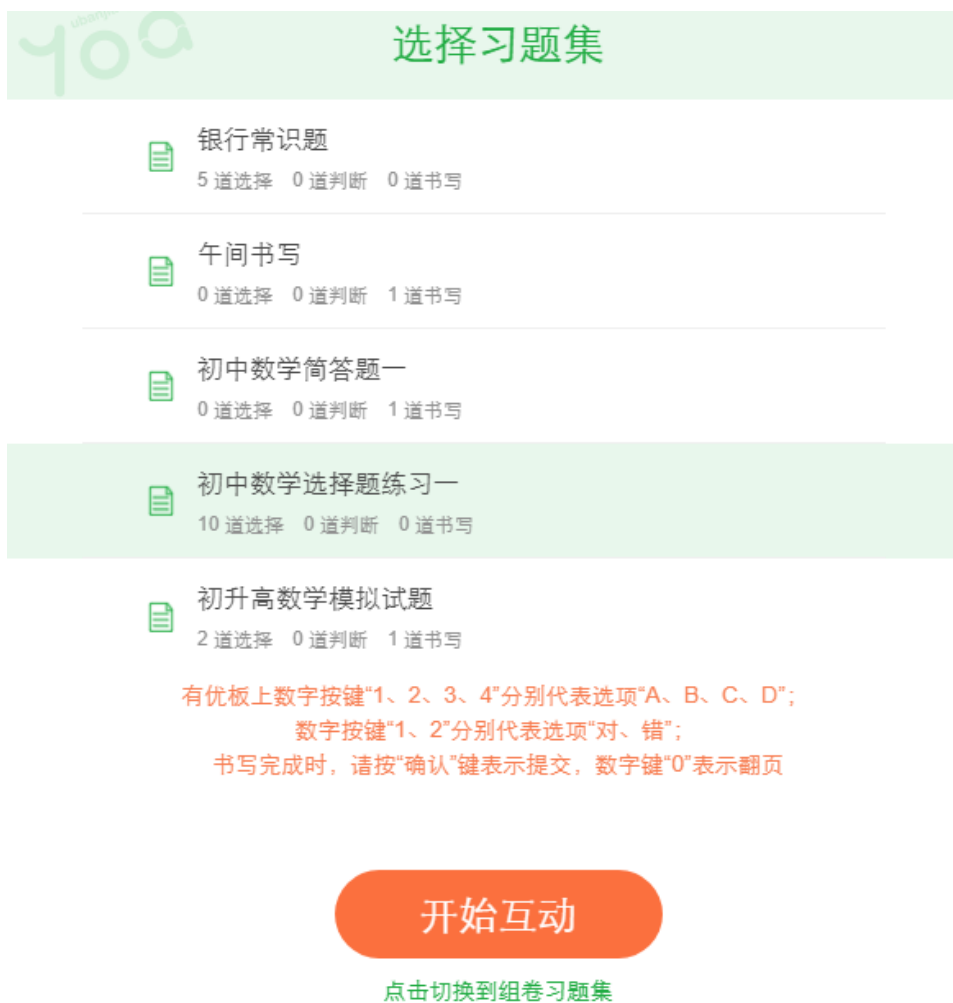 选择习题集
银行常识题
5 道选择 0 道判断 0 道书写
午间书写
0 道选择 0 道判断 1 道书写
初中数学简答题一
0 道选择 0 道判断 1 道书写
初中数学选择题练习一
10 道选择 0 道判断 0 道书写
初升高数学模拟试题
2 道选择 0 道判断 1 道书写
有优板上数字按键“1、2、3、4”分别代表选项“A、B、C、D”；
数字按键“1、2”分别代表选项“对、错”；
书写完成时，请按“确认”键表示提交，数字键“0”表示翻页
开始互动
点击切换到组卷习题集